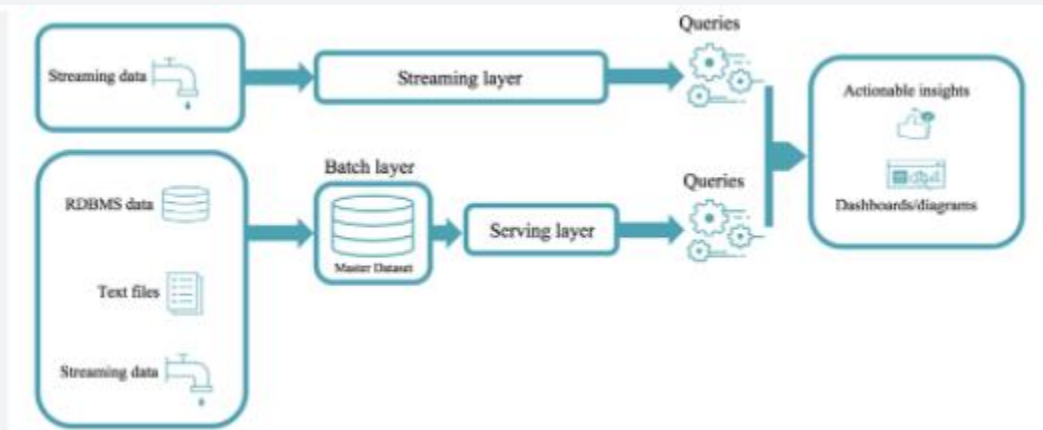 Queries
Streaming data
Streaming layer
Actionable insights
Dashboards/diagrams
Batch layer
RDBMS data
Master Dataset
Serving layer
Queries
Text files
Streaming data